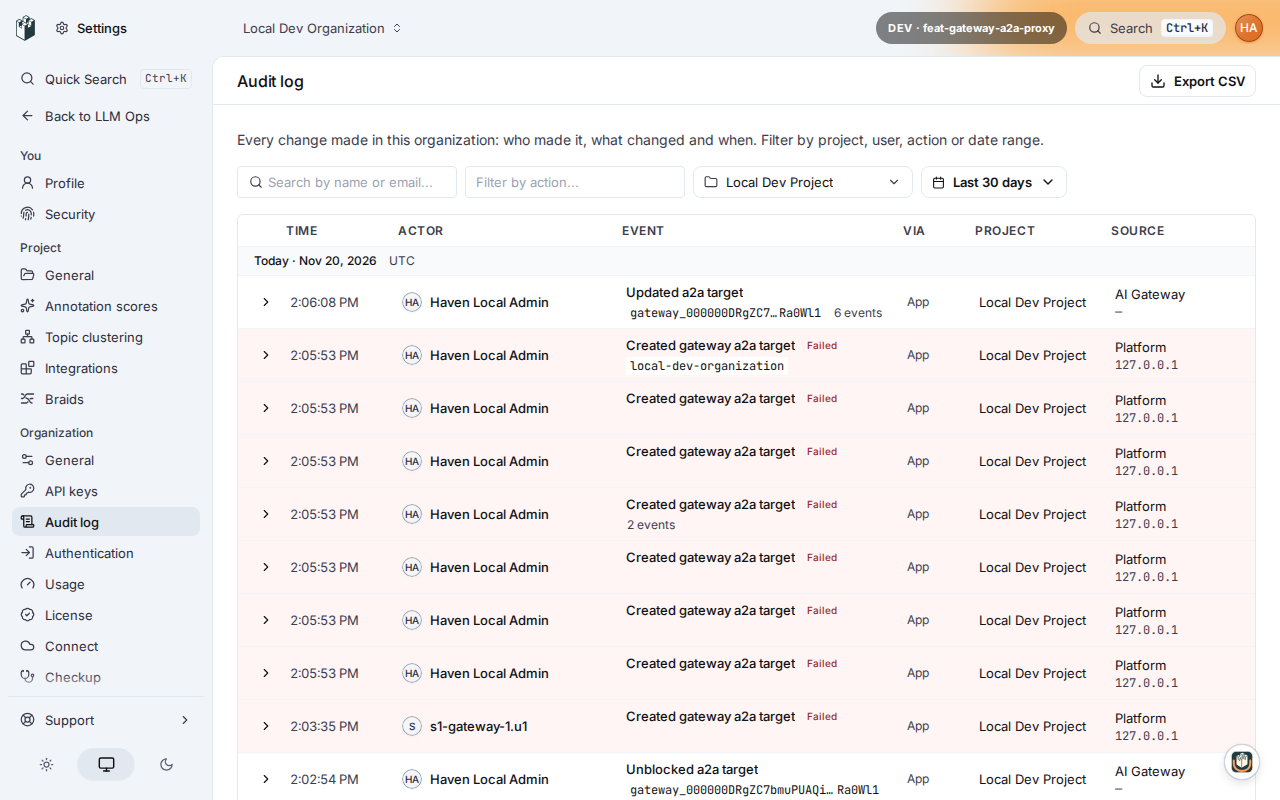 Settings
Local Dev Organization
DEV · feat-gateway-a2a-proxy
Search Ctrl+K
HA
Quick Search Ctrl+K
Back to LLM Ops
You
Profile
Security
Project
General
Annotation scores
Topic clustering
Integrations
Braids
Organization
General
API keys
Audit log
Authentication
Usage
License
Connect
Checkup
Support
Audit log
Export CSV
Every change made in this organization: who made it, what changed and when. Filter by project, user, action or date range.
Search by name or email...
Filter by action...
Local Dev Project
Last 30 days
TIME ACTOR EVENT VIA PROJECT SOURCE
Today · Nov 20, 2026 UTC
2:06:08 PM HA Haven Local Admin Updated a2a target App Local Dev Project AI Gateway
gateway_000000DRgZC7…Ra0Wl1 6 events –
2:05:53 PM HA Haven Local Admin Created gateway a2a target Failed App Local Dev Project Platform
local-dev-organization 127.0.0.1
2:05:53 PM HA Haven Local Admin Created gateway a2a target Failed App Local Dev Project Platform
127.0.0.1
2:05:53 PM HA Haven Local Admin Created gateway a2a target Failed App Local Dev Project Platform
127.0.0.1
2:05:53 PM HA Haven Local Admin Created gateway a2a target Failed App Local Dev Project Platform
2 events 127.0.0.1
2:05:53 PM HA Haven Local Admin Created gateway a2a target Failed App Local Dev Project Platform
127.0.0.1
2:05:53 PM HA Haven Local Admin Created gateway a2a target Failed App Local Dev Project Platform
127.0.0.1
2:05:53 PM HA Haven Local Admin Created gateway a2a target Failed App Local Dev Project Platform
127.0.0.1
2:03:35 PM S s1-gateway-1.u1 Created gateway a2a target Failed App Local Dev Project Platform
127.0.0.1
2:02:54 PM HA Haven Local Admin Unblocked a2a target App Local Dev Project AI Gateway
gateway_000000DRgZC7bmuPUAQi…Ra0Wl1 –